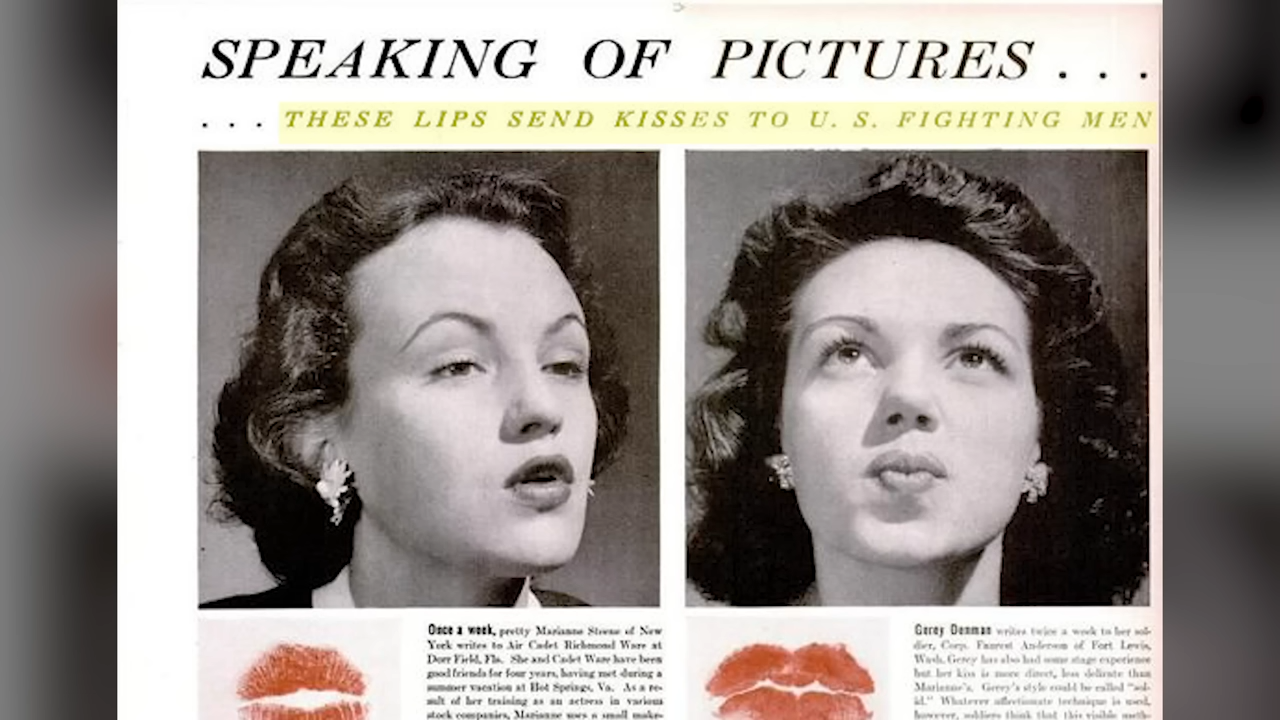 SPEAKING OF PICTURES . . .
. . . THESE LIPS SEND KISSES TO U. S. FIGHTING MEN
Once a week, pretty Marianne Steene of New
York writes to Air Cadet Richmond Ware at
Dorr Field, Fla. She and Cadet Ware have been
good friends for four years, having met during a
summer vacation at Hot Springs, Va. As a re-
sult of her training as an actress in various
stock companies, Marianne uses a small make-
Gerey Denman writes twice a week to her sol-
dier, Corp. Earnest Anderson of Fort Lewis,
Wash. Gerey has also had some stage experience
but her kiss is more direct, less delicate than
Marianne's. Gerey's style could be called "sol-
id." Whatever affectionate technique is used,
however, soldiers think that this visible meth-